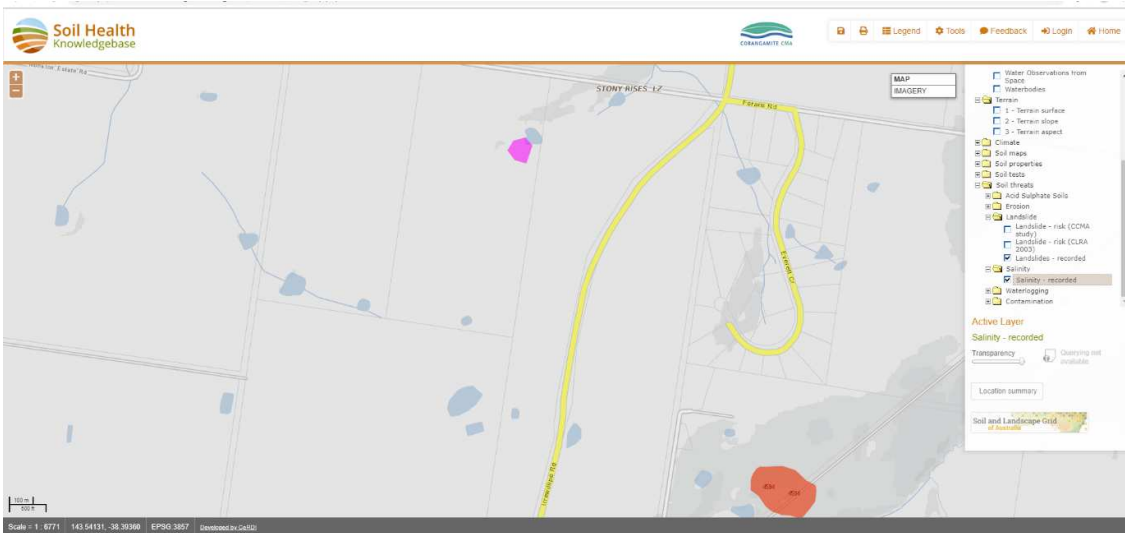 Soil Health
Knowledgebase
CORANGAMITE CMA
Legend
Tools
Feedback
Login
Home
+
−
Estate Rd
STONY RISES
MAP
IMAGERY
Everett Cr
Water Observations from
Space
Waterbodies
Terrain
1 - Terrain surface
2 - Terrain slope
3 - Terrain aspect
Climate
Soil maps
Soil properties
Soil tests
Soil threats
Acid Sulphate Soils
Erosion
Landslide
Landslide - risk (CCMA
study)
Landslide - risk (CLRA
2003)
Landslides - recorded
Salinity
Salinity - recorded
Waterlogging
Contamination
Active Layer
Salinity - recorded
Transparency
Querying not
available
Location summary
Soil and Landscape Grid
of Australia
100 m
500 ft
Scale = 1 : 6771
143.54131, -38.39360
EPSG:3857
Developed by CeRDI